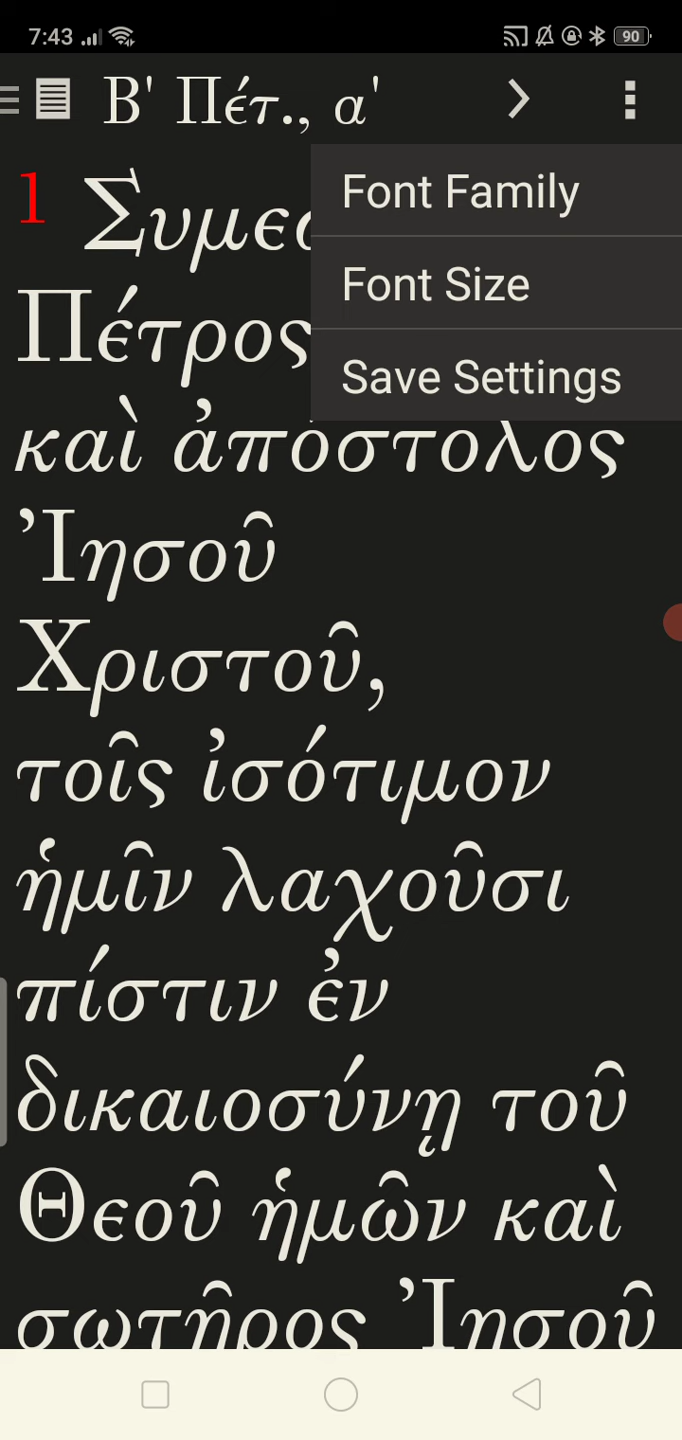 7:43
90
Β' Πέτ., α'
Font Family
Font Size
Save Settings
1
Πέτρος
καὶ ἀπόστολος
Ἰησοῦ
Χριστοῦ,
τοῖς ἰσότιμον
ἡμῖν λαχοῦσι
πίστιν ἐν
δικαιοσύνῃ τοῦ
Θεοῦ ἡμῶν καὶ
σωτῆρος Ἰησοῦ